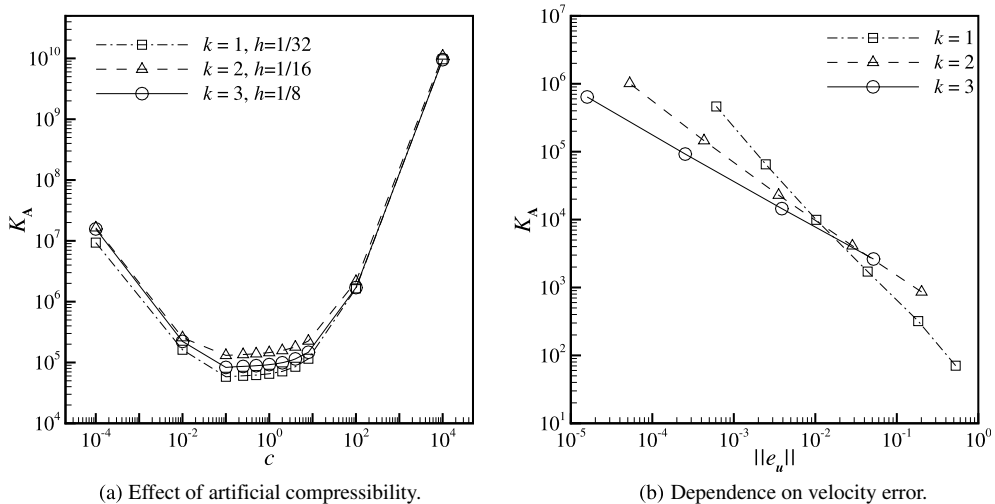 10^10
10^9
10^8
10^7
10^6
10^5
10^4
K_A
k = 1, h=1/32
k = 2, h=1/16
k = 3, h=1/8
10^-4
10^-2
10^0
10^2
10^4
c
(a) Effect of artificial compressibility.
10^7
10^6
10^5
10^4
10^3
10^2
10^1
K_A
k = 1
k = 2
k = 3
10^-5
10^-4
10^-3
10^-2
10^-1
10^0
||e_u||
(b) Dependence on velocity error.